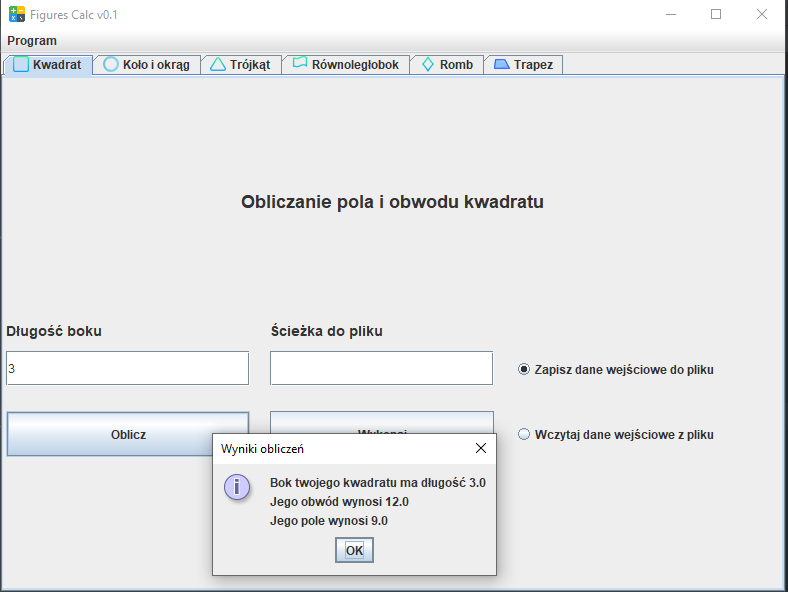 Figures Calc v0.1
Program
Kwadrat
Koło i okrąg
Trójkąt
Równoległobok
Romb
Trapez
Obliczanie pola i obwodu kwadratu
Długość boku
Ścieżka do pliku
3
Zapisz dane wejściowe do pliku
Oblicz
Wykonaj
Wczytaj dane wejściowe z pliku
Wyniki obliczeń
Bok twojego kwadratu ma długość 3.0
Jego obwód wynosi 12.0
Jego pole wynosi 9.0
OK